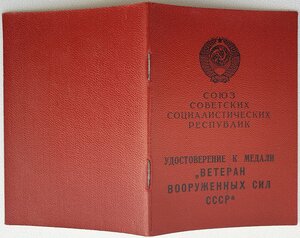 СОЮЗ
СОВЕТСКИХ
СОЦИАЛИСТИЧЕСКИХ
РЕСПУБЛИК
УДОСТОВЕРЕНИЕ К МЕДАЛИ
„ВЕТЕРАН
ВООРУЖЕННЫХ СИЛ
СССР“